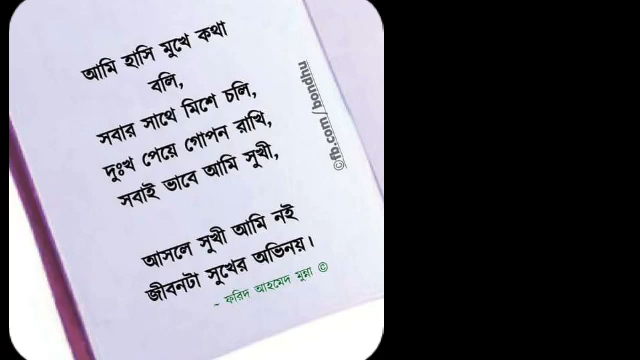 আমি হাসি মুখে কথা
বলি,
সবার সাথে মিশে চলি,
দুঃখ পেয়ে গোপন রাখি,
সবাই ভাবে আমি সুখী,
আসলে সুখী আমি নই
জীবনটা সুখের অভিনয়।
~ ফরিদ আহমেদ মুন্না ©
©fb.com/bondhu